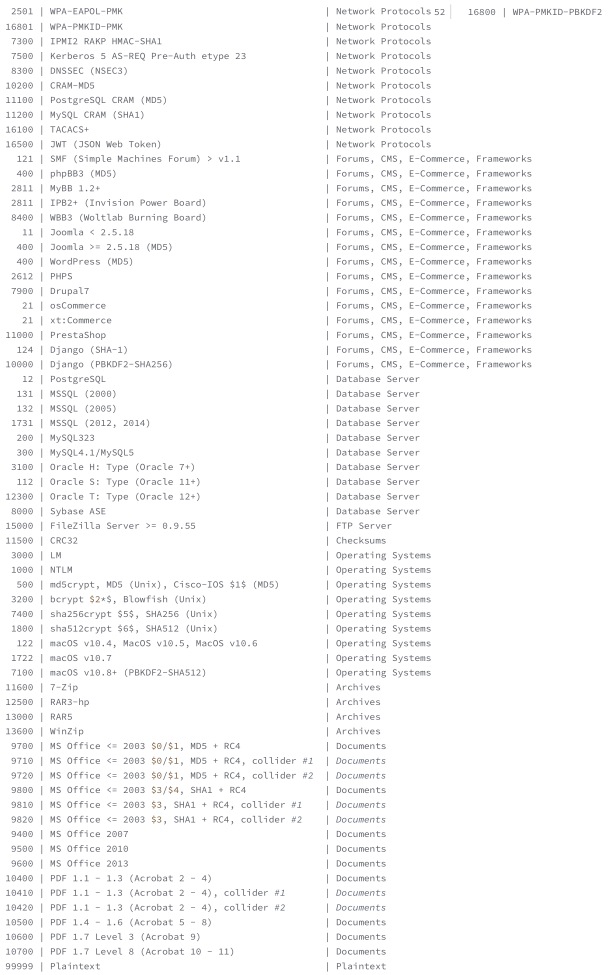 2501 | WPA-EAPOL-PMK | Network Protocols 52 16800 | WPA-PMKID-PBKDF2
16801 | WPA-PMKID-PMK | Network Protocols
7300 | IPMI2 RAKP HMAC-SHA1 | Network Protocols
7500 | Kerberos 5 AS-REQ Pre-Auth etype 23 | Network Protocols
8300 | DNSSEC (NSEC3) | Network Protocols
10200 | CRAM-MD5 | Network Protocols
11100 | PostgreSQL CRAM (MD5) | Network Protocols
11200 | MySQL CRAM (SHA1) | Network Protocols
16100 | TACACS+ | Network Protocols
16500 | JWT (JSON Web Token) | Network Protocols
121 | SMF (Simple Machines Forum) > v1.1 | Forums, CMS, E-Commerce, Frameworks
400 | phpBB3 (MD5) | Forums, CMS, E-Commerce, Frameworks
2811 | MyBB 1.2+ | Forums, CMS, E-Commerce, Frameworks
2811 | IPB2+ (Invision Power Board) | Forums, CMS, E-Commerce, Frameworks
8400 | WBB3 (Woltlab Burning Board) | Forums, CMS, E-Commerce, Frameworks
11 | Joomla < 2.5.18 | Forums, CMS, E-Commerce, Frameworks
400 | Joomla >= 2.5.18 (MD5) | Forums, CMS, E-Commerce, Frameworks
400 | WordPress (MD5) | Forums, CMS, E-Commerce, Frameworks
2612 | PHPS | Forums, CMS, E-Commerce, Frameworks
7900 | Drupal7 | Forums, CMS, E-Commerce, Frameworks
21 | osCommerce | Forums, CMS, E-Commerce, Frameworks
21 | xt:Commerce | Forums, CMS, E-Commerce, Frameworks
11000 | PrestaShop | Forums, CMS, E-Commerce, Frameworks
124 | Django (SHA-1) | Forums, CMS, E-Commerce, Frameworks
10000 | Django (PBKDF2-SHA256) | Forums, CMS, E-Commerce, Frameworks
12 | PostgreSQL | Database Server
131 | MSSQL (2000) | Database Server
132 | MSSQL (2005) | Database Server
1731 | MSSQL (2012, 2014) | Database Server
200 | MySQL323 | Database Server
300 | MySQL4.1/MySQL5 | Database Server
3100 | Oracle H: Type (Oracle 7+) | Database Server
112 | Oracle S: Type (Oracle 11+) | Database Server
12300 | Oracle T: Type (Oracle 12+) | Database Server
8000 | Sybase ASE | Database Server
15000 | FileZilla Server >= 0.9.55 | FTP Server
11500 | CRC32 | Checksums
3000 | LM | Operating Systems
1000 | NTLM | Operating Systems
500 | md5crypt, MD5 (Unix), Cisco-IOS $1$ (MD5) | Operating Systems
3200 | bcrypt $2*$, Blowfish (Unix) | Operating Systems
7400 | sha256crypt $5$, SHA256 (Unix) | Operating Systems
1800 | sha512crypt $6$, SHA512 (Unix) | Operating Systems
122 | macOS v10.4, MacOS v10.5, MacOS v10.6 | Operating Systems
1722 | macOS v10.7 | Operating Systems
7100 | macOS v10.8+ (PBKDF2-SHA512) | Operating Systems
11600 | 7-Zip | Archives
12500 | RAR3-hp | Archives
13000 | RAR5 | Archives
13600 | WinZip | Archives
9700 | MS Office <= 2003 $0/$1, MD5 + RC4 | Documents
9710 | MS Office <= 2003 $0/$1, MD5 + RC4, collider #1 | Documents
9720 | MS Office <= 2003 $0/$1, MD5 + RC4, collider #2 | Documents
9800 | MS Office <= 2003 $3/$4, SHA1 + RC4 | Documents
9810 | MS Office <= 2003 $3, SHA1 + RC4, collider #1 | Documents
9820 | MS Office <= 2003 $3, SHA1 + RC4, collider #2 | Documents
9400 | MS Office 2007 | Documents
9500 | MS Office 2010 | Documents
9600 | MS Office 2013 | Documents
10400 | PDF 1.1 - 1.3 (Acrobat 2 - 4) | Documents
10410 | PDF 1.1 - 1.3 (Acrobat 2 - 4), collider #1 | Documents
10420 | PDF 1.1 - 1.3 (Acrobat 2 - 4), collider #2 | Documents
10500 | PDF 1.4 - 1.6 (Acrobat 5 - 8) | Documents
10600 | PDF 1.7 Level 3 (Acrobat 9) | Documents
10700 | PDF 1.7 Level 8 (Acrobat 10 - 11) | Documents
99999 | Plaintext | Plaintext